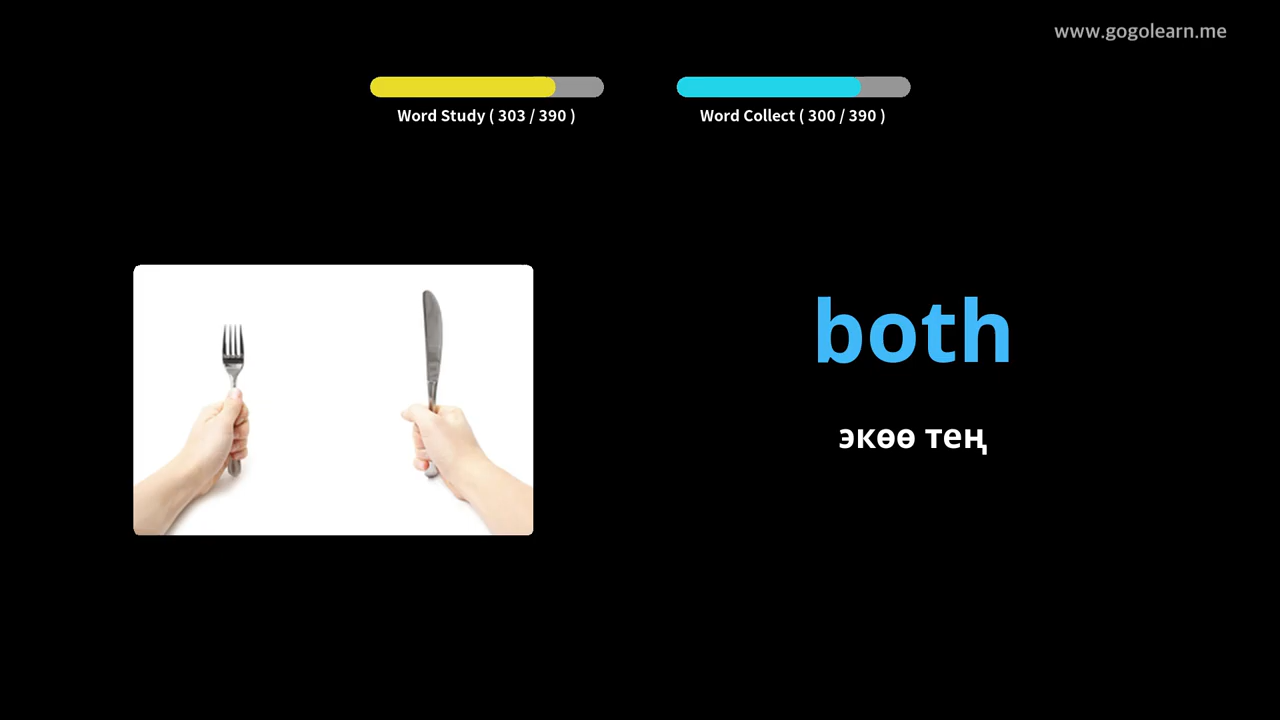 www.gogolearn.me
Word Study ( 303 / 390 )
Word Collect ( 300 / 390 )
both
экөө тең